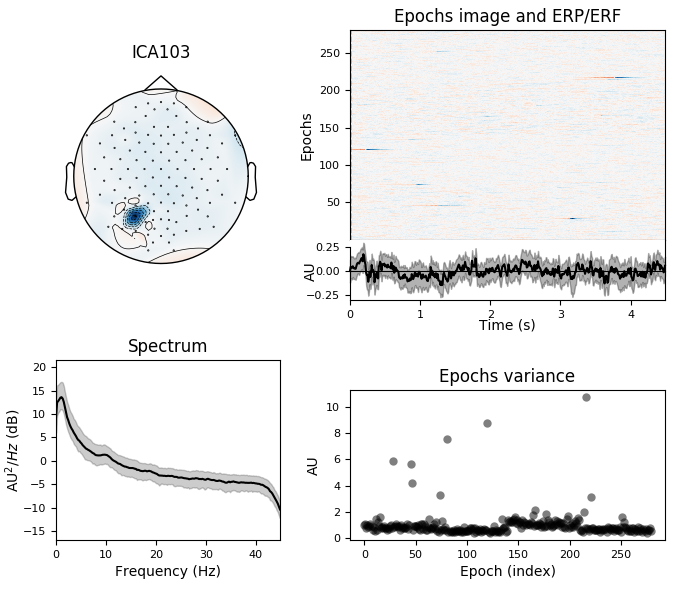 ICA103
Epochs image and ERP/ERF
Epochs
250
200
150
100
50
AU
0.25
0.00
−0.25
0 1 2 3 4
Time (s)
Spectrum
AU²/Hz (dB)
20
15
10
5
0
−5
−10
−15
0 10 20 30 40
Frequency (Hz)
Epochs variance
AU
10
8
6
4
2
0
0 50 100 150 200 250
Epoch (index)